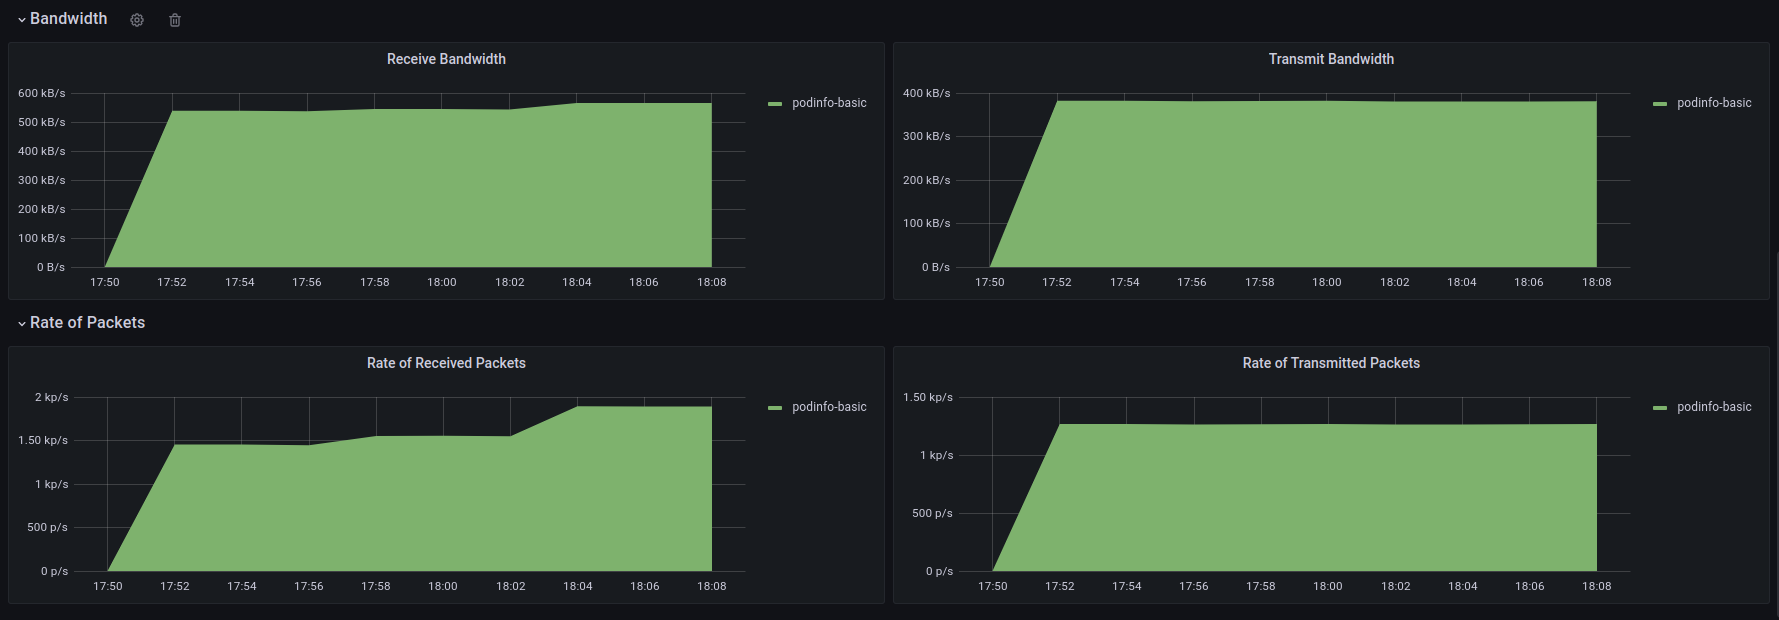 Bandwidth
Receive Bandwidth
600 kB/s
500 kB/s
400 kB/s
300 kB/s
200 kB/s
100 kB/s
0 B/s
17:50 17:52 17:54 17:56 17:58 18:00 18:02 18:04 18:06 18:08
podinfo-basic
Transmit Bandwidth
400 kB/s
300 kB/s
200 kB/s
100 kB/s
0 B/s
17:50 17:52 17:54 17:56 17:58 18:00 18:02 18:04 18:06 18:08
podinfo-basic
Rate of Packets
Rate of Received Packets
2 kp/s
1.50 kp/s
1 kp/s
500 p/s
0 p/s
17:50 17:52 17:54 17:56 17:58 18:00 18:02 18:04 18:06 18:08
podinfo-basic
Rate of Transmitted Packets
1.50 kp/s
1 kp/s
500 p/s
0 p/s
17:50 17:52 17:54 17:56 17:58 18:00 18:02 18:04 18:06 18:08
podinfo-basic